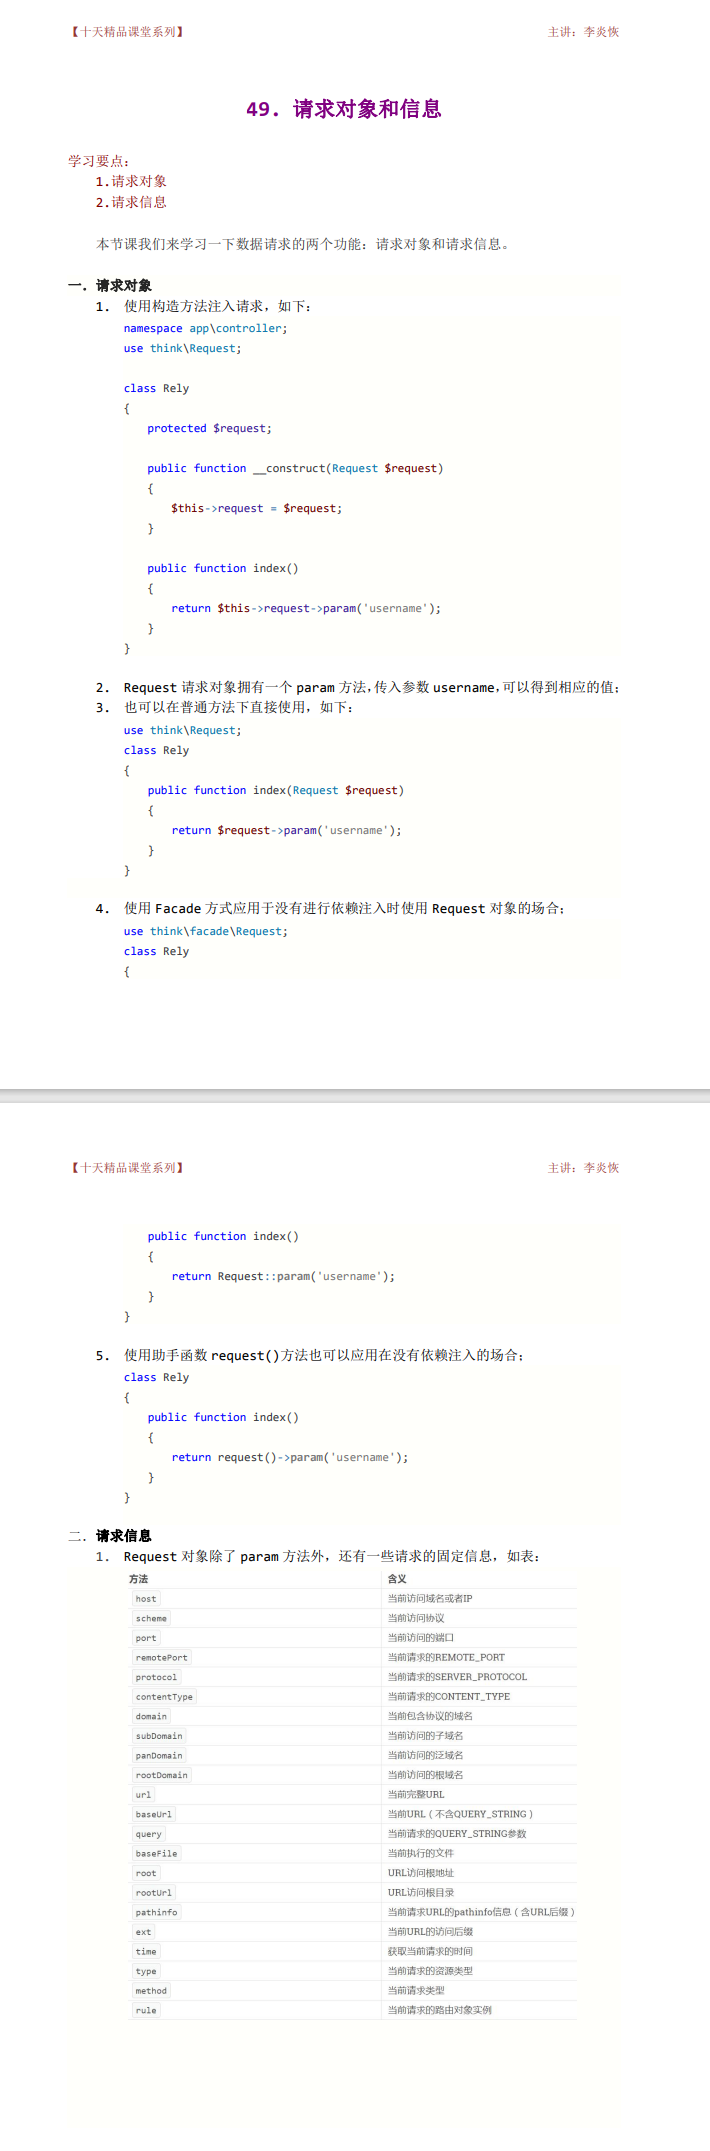 【十天精品课堂系列】 主讲：李炎恢
49. 请求对象和信息
学习要点：
1.请求对象
2.请求信息
本节课我们来学习一下数据请求的两个功能：请求对象和请求信息。
一. 请求对象
1. 使用构造方法注入请求，如下：
namespace app\controller;
use think\Request;
class Rely
{
protected $request;
public function __construct(Request $request)
{
$this->request = $request;
}
public function index()
{
return $this->request->param('username');
}
}
2. Request 请求对象拥有一个 param 方法，传入参数 username，可以得到相应的值；
3. 也可以在普通方法下直接使用，如下：
use think\Request;
class Rely
{
public function index(Request $request)
{
return $request->param('username');
}
}
4. 使用 Facade 方式应用于没有进行依赖注入时使用 Request 对象的场合；
use think\facade\Request;
class Rely
{
【十天精品课堂系列】 主讲：李炎恢
public function index()
{
return Request::param('username');
}
}
5. 使用助手函数 request()方法也可以应用在没有依赖注入的场合；
class Rely
{
public function index()
{
return request()->param('username');
}
}
二. 请求信息
1. Request 对象除了 param 方法外，还有一些请求的固定信息，如表：
方法 含义
host 当前访问域名或者IP
scheme 当前访问协议
port 当前访问的端口
remotePort 当前请求的REMOTE_PORT
protocol 当前请求的SERVER_PROTOCOL
contentType 当前请求的CONTENT_TYPE
domain 当前包含协议的域名
subDomain 当前访问的子域名
panDomain 当前访问的泛域名
rootDomain 当前访问的根域名
url 当前完整URL
baseUrl 当前URL（不含QUERY_STRING）
query 当前请求的QUERY_STRING参数
baseFile 当前执行的文件
root URL访问根地址
rootUrl URL访问根目录
pathinfo 当前请求URL的pathinfo信息（含URL后缀）
ext 当前URL的访问后缀
time 获取当前请求的时间
type 当前请求的资源类型
method 当前请求类型
rule 当前请求的路由对象实例